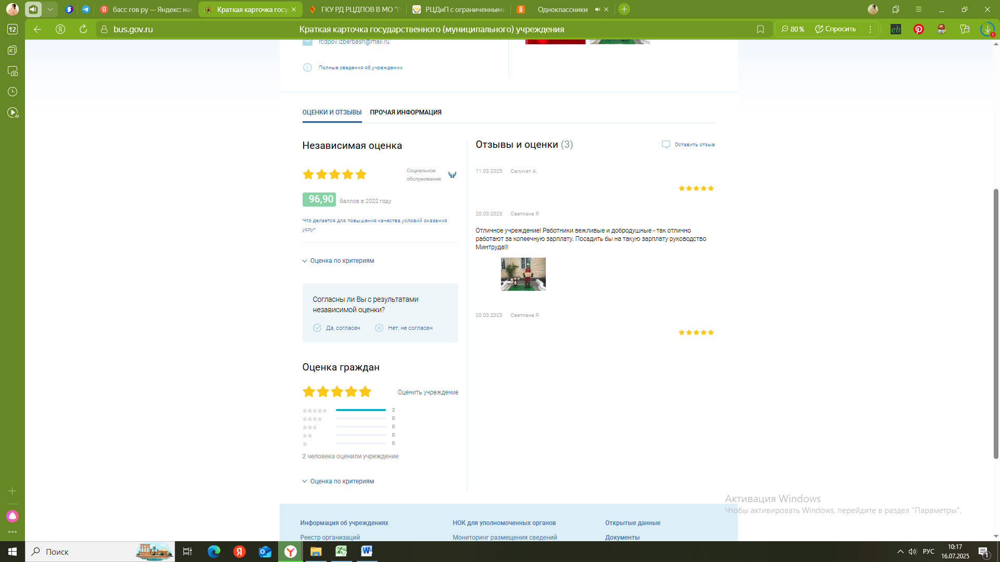 басс гов ру — Яндекс: на
Краткая карточка госу
ГКУ РД РЦДПОВ В МО "Г
РЦДиП с ограниченными
Одноклассники
12
bus.gov.ru
Краткая карточка государственного (муниципального) учреждения
80 %
Спросить
rcdpov.izberbash@mail.ru
Полные сведения об учреждении
ОЦЕНКИ И ОТЗЫВЫ
ПРОЧАЯ ИНФОРМАЦИЯ
Независимая оценка
Социальное
обслуживание
96,90 баллов в 2022 году
Что делается для повышения качества условий оказания
услуг
Оценка по критериям
Согласны ли Вы с результатами
независимой оценки?
Да, согласен
Нет, не согласен
Оценка граждан
Оценить учреждение
2
0
0
0
0
2 человека оценили учреждение
Оценка по критериям
Отзывы и оценки (3)
Оставить отзыв
11.03.2025 Салихат А.
20.03.2023 Светлана Р.
Отличное учреждение! Работники вежливые и добродушные - так отлично
работают за копеечную зарплату. Посадить бы на такую зарплату руководство
Минтруда!!!
20.03.2023 Светлана Р.
Активация Windows
Чтобы активировать Windows, перейдите в раздел "Параметры".
Информация об учреждениях
Реестр организаций
НОК для уполномоченных органов
Мониторинг размещения сведений
Открытые данные
Документы
Поиск
РУС
10:17
16.07.2025
1